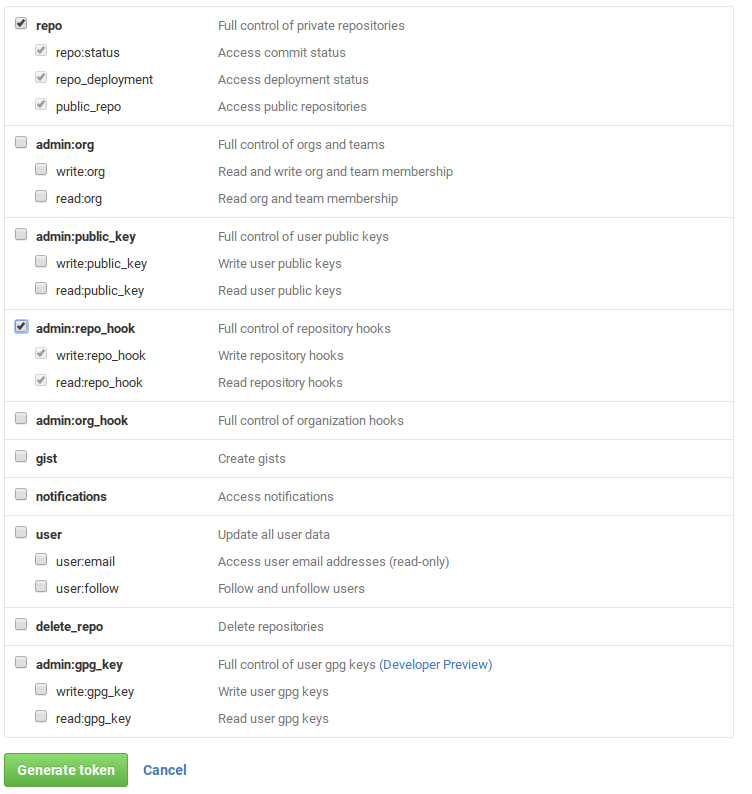 repo Full control of private repositories
repo:status Access commit status
repo_deployment Access deployment status
public_repo Access public repositories
admin:org Full control of orgs and teams
write:org Read and write org and team membership
read:org Read org and team membership
admin:public_key Full control of user public keys
write:public_key Write user public keys
read:public_key Read user public keys
admin:repo_hook Full control of repository hooks
write:repo_hook Write repository hooks
read:repo_hook Read repository hooks
admin:org_hook Full control of organization hooks
gist Create gists
notifications Access notifications
user Update all user data
user:email Access user email addresses (read-only)
user:follow Follow and unfollow users
delete_repo Delete repositories
admin:gpg_key Full control of user gpg keys (Developer Preview)
write:gpg_key Write user gpg keys
read:gpg_key Read user gpg keys
Generate token Cancel